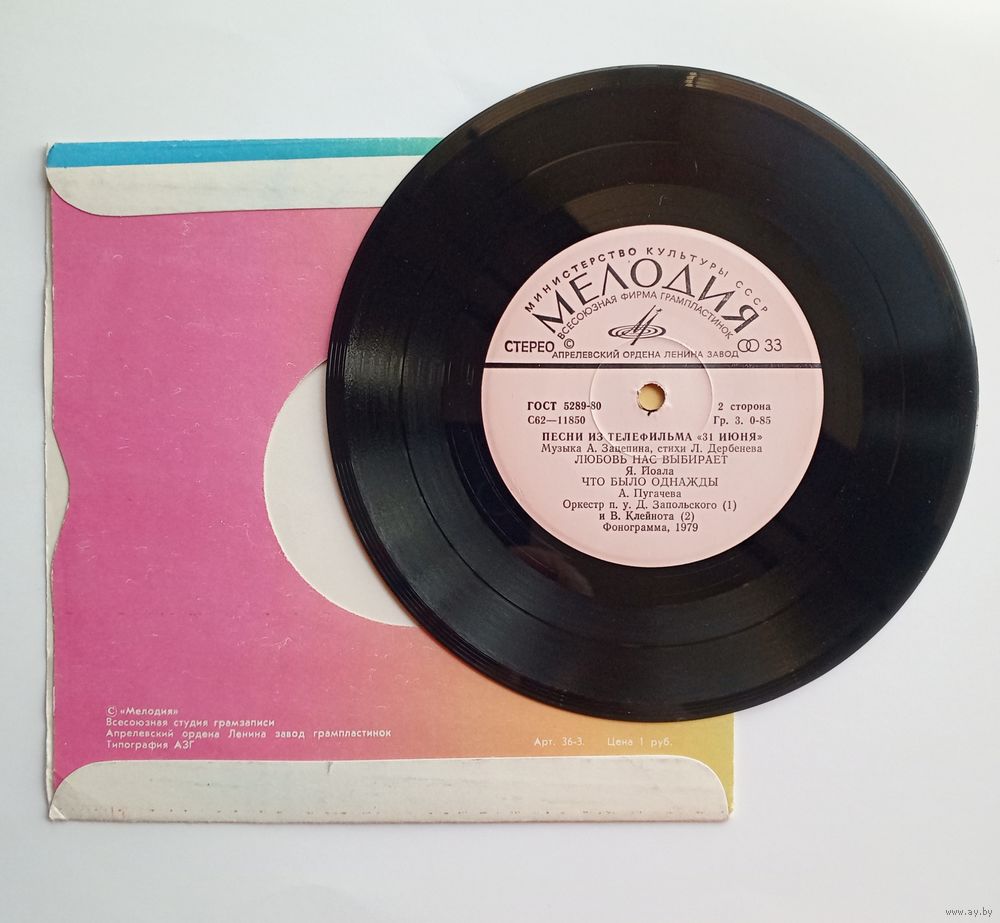 МИНИСТЕРСТВО КУЛЬТУРЫ СССР
МЕЛОДИЯ
ВСЕСОЮЗНАЯ ФИРМА ГРАМПЛАСТИНОК
СТЕРЕО © 33
АПРЕЛЕВСКИЙ ОРДЕНА ЛЕНИНА ЗАВОД
ГОСТ 5289-80 2 сторона
С62—11850 Гр. 3. 0-85
ПЕСНИ ИЗ ТЕЛЕФИЛЬМА «31 ИЮНЯ»
Музыка А. Зацепина, стихи Л. Дербенева
ЛЮБОВЬ НАС ВЫБИРАЕТ
Я. Йоала
ЧТО БЫЛО ОДНАЖДЫ
А. Пугачева
Оркестр п. у. Д. Запольского (1)
и В. Клейнота (2)
Фонограмма, 1979
© «Мелодия»
Всесоюзная студия грамзаписи
Апрелевский ордена Ленина завод грампластинок
Типография АЗГ
Арт. 36-3. Цена 1 руб.
www.ay.by